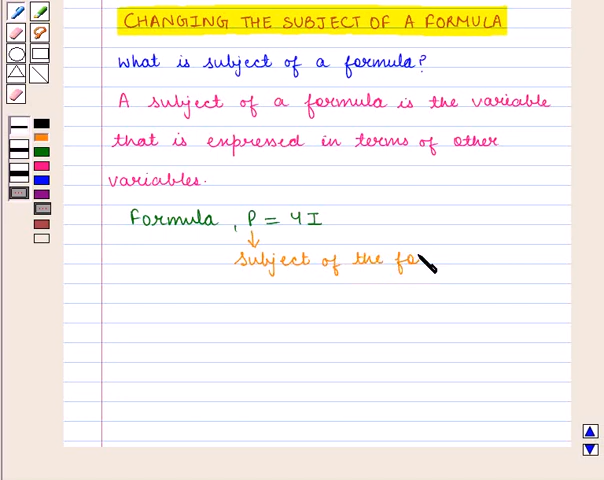 CHANGING THE SUBJECT OF A FORMULA
What is subject of a formula?
A subject of a formula is the variable
that is expressed in terms of other
variables.
Formula, P = 4I
↓
Subject of the fo